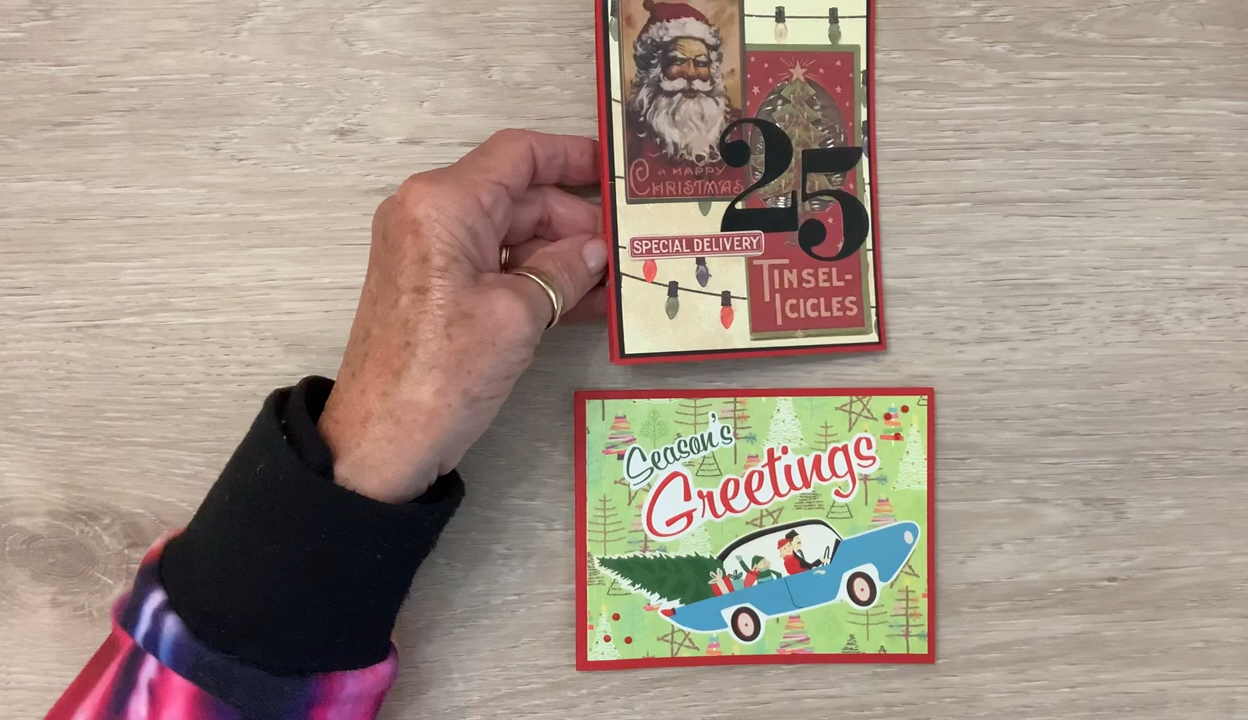 A HAPPY
CHRISTMAS
25
SPECIAL DELIVERY
TINSEL-
ICICLES
Season's
Greetings